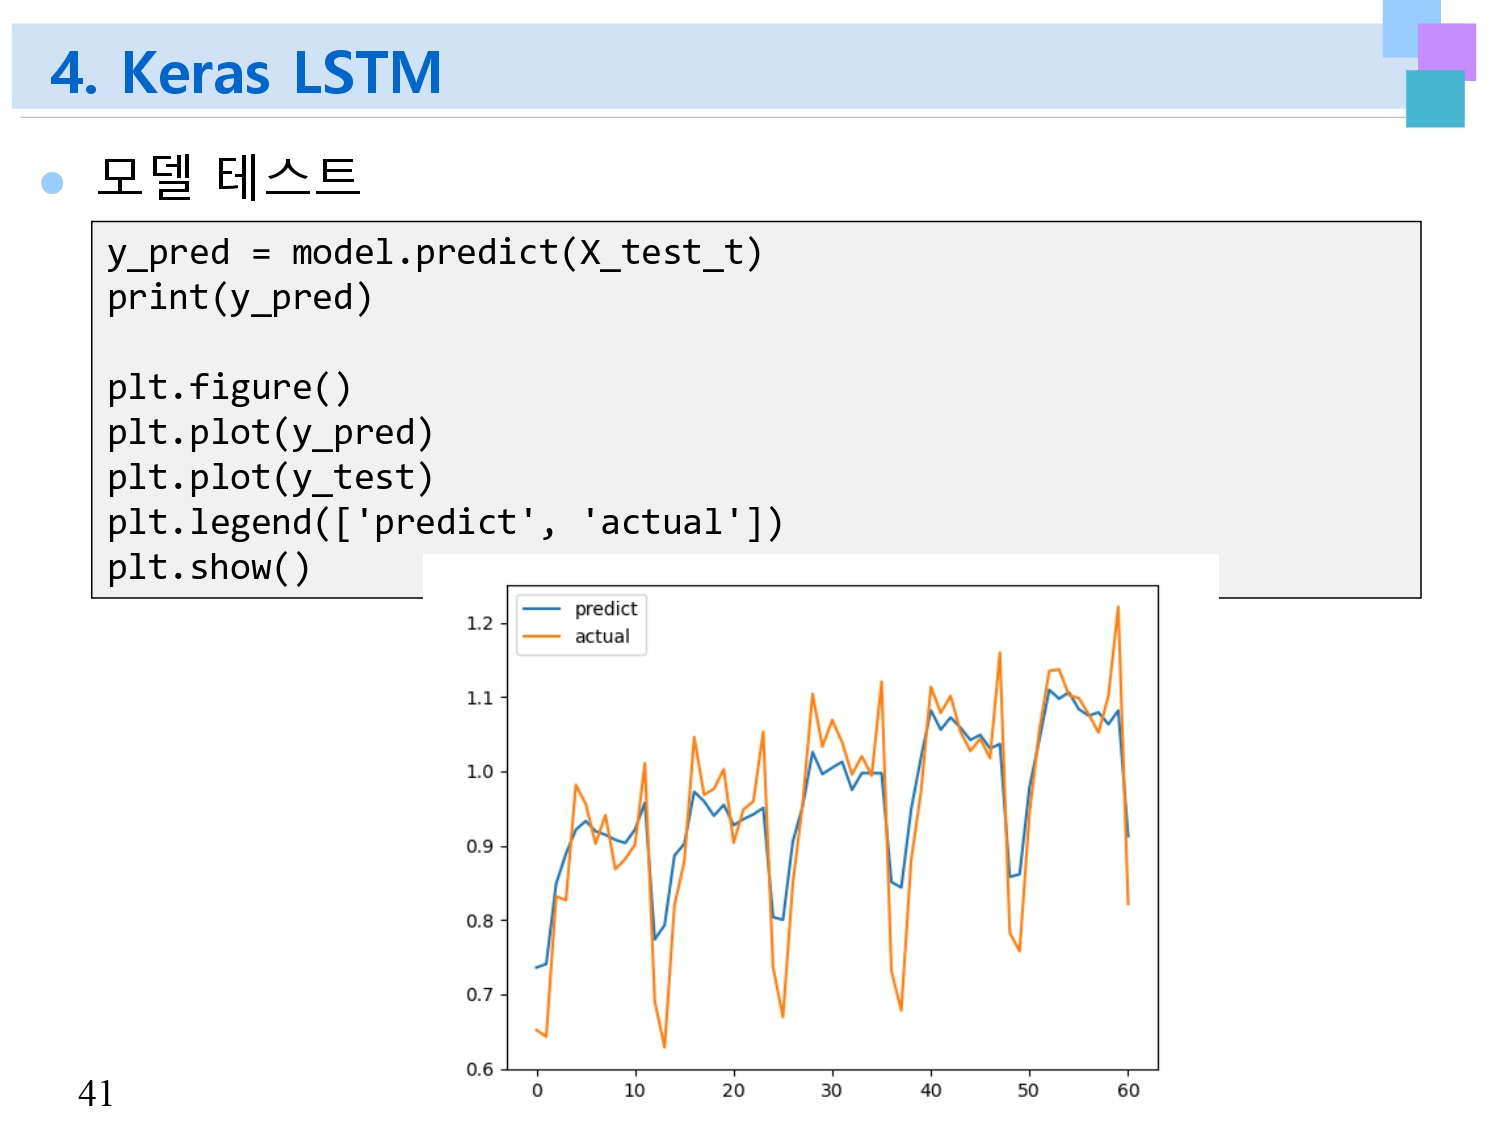 4. Keras LSTM
모델 테스트
y_pred = model.predict(X_test_t)
print(y_pred)
plt.figure()
plt.plot(y_pred)
plt.plot(y_test)
plt.legend(['predict', 'actual'])
plt.show()
predict
actual
1.2
1.1
1.0
0.9
0.8
0.7
0.6
0 10 20 30 40 50 60
41